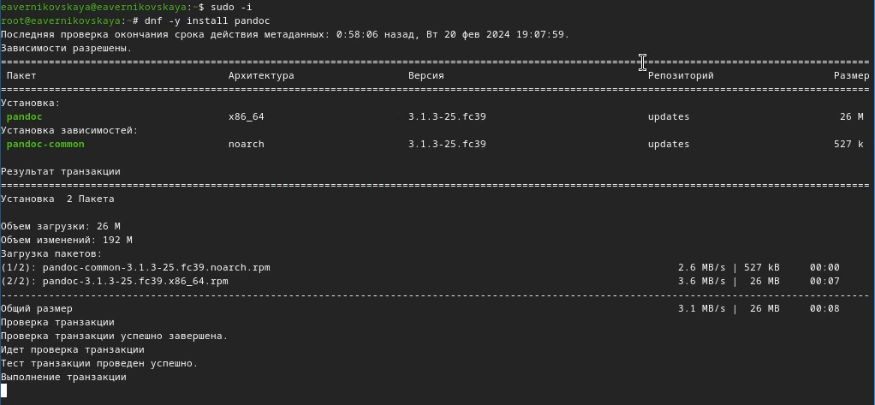 eavernikovskaya@eavernikovskaya:~$ sudo -i
root@eavernikovskaya:~# dnf -y install pandoc
Последняя проверка окончания срока действия метаданных: 0:58:06 назад, Вт 20 фев 2024 19:07:59.
Зависимости разрешены.
================================================================================
Пакет Архитектура Версия Репозиторий Размер
================================================================================
Установка:
pandoc x86_64 3.1.3-25.fc39 updates 26 M
Установка зависимостей:
pandoc-common noarch 3.1.3-25.fc39 updates 527 k
Результат транзакции
================================================================================
Установка 2 Пакета
Объем загрузки: 26 M
Объем изменений: 192 M
Загрузка пакетов:
(1/2): pandoc-common-3.1.3-25.fc39.noarch.rpm 2.6 MB/s | 527 kB 00:00
(2/2): pandoc-3.1.3-25.fc39.x86_64.rpm 3.6 MB/s | 26 MB 00:07
--------------------------------------------------------------------------------
Общий размер 3.1 MB/s | 26 MB 00:08
Проверка транзакции
Проверка транзакции успешно завершена.
Идет проверка транзакции
Тест транзакции проведен успешно.
Выполнение транзакции